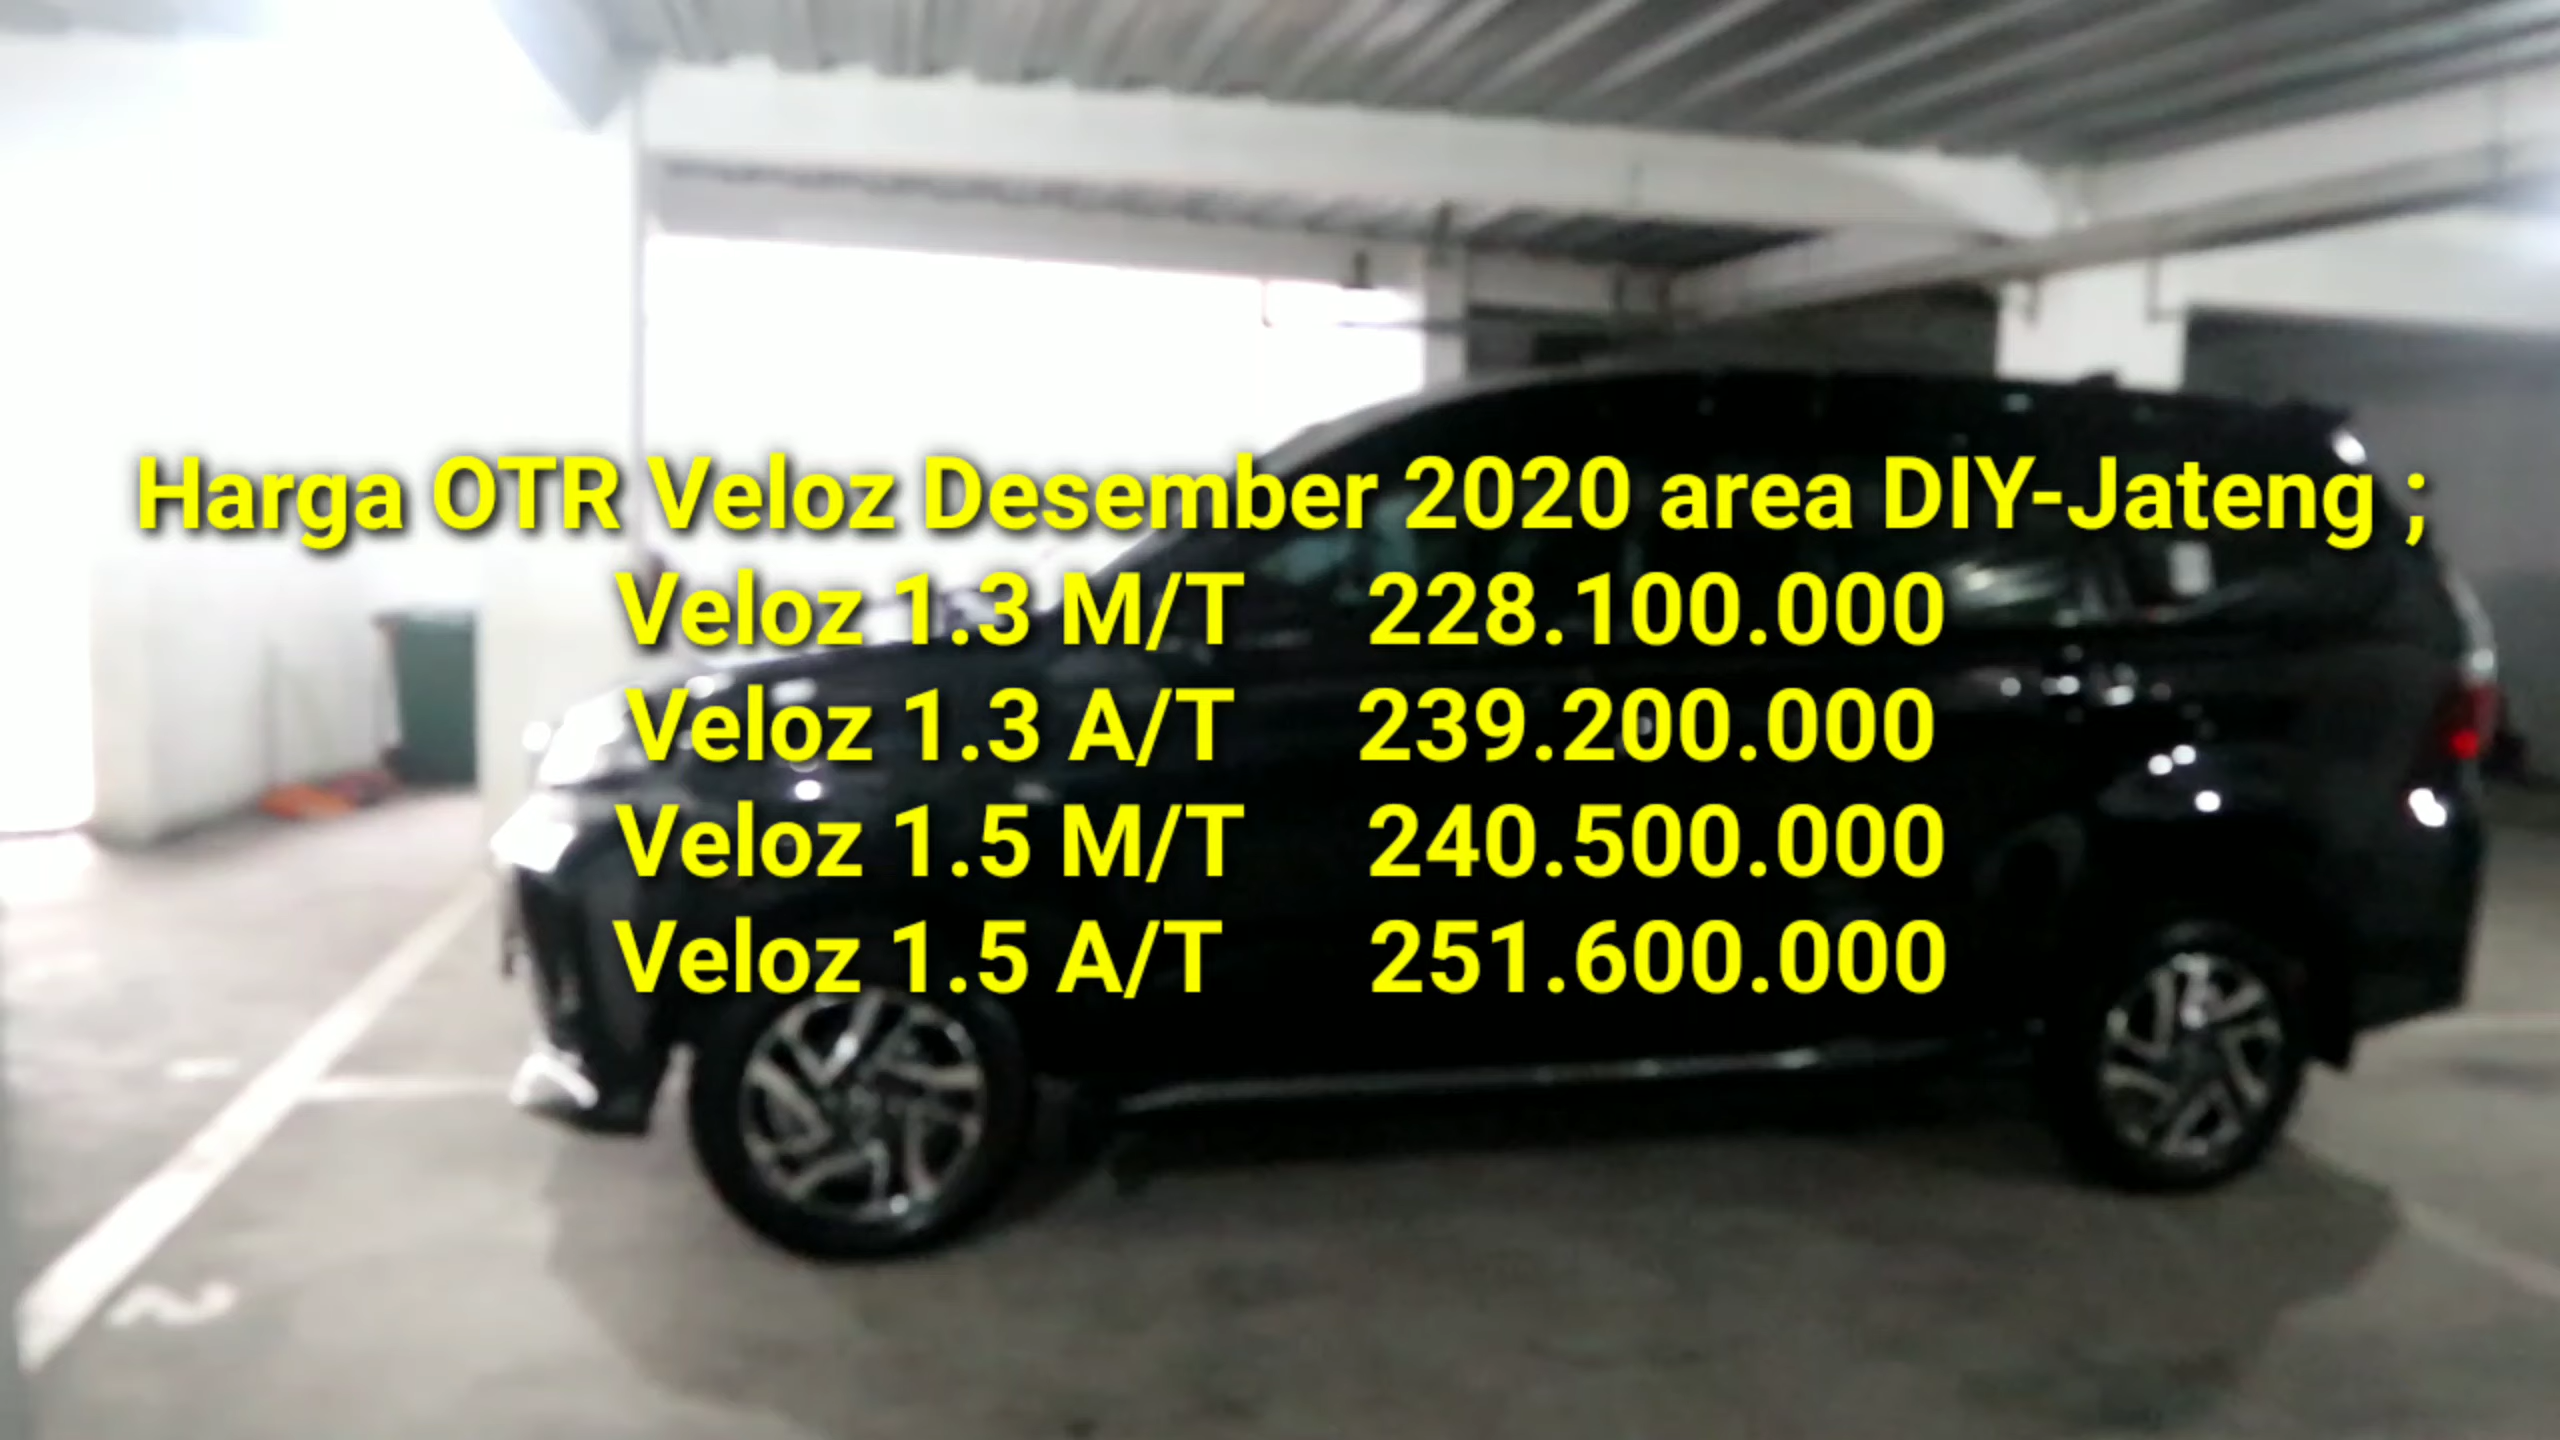 Harga OTR Veloz Desember 2020 area DIY-Jateng ;
Veloz 1.3 M/T 228.100.000
Veloz 1.3 A/T 239.200.000
Veloz 1.5 M/T 240.500.000
Veloz 1.5 A/T 251.600.000
2